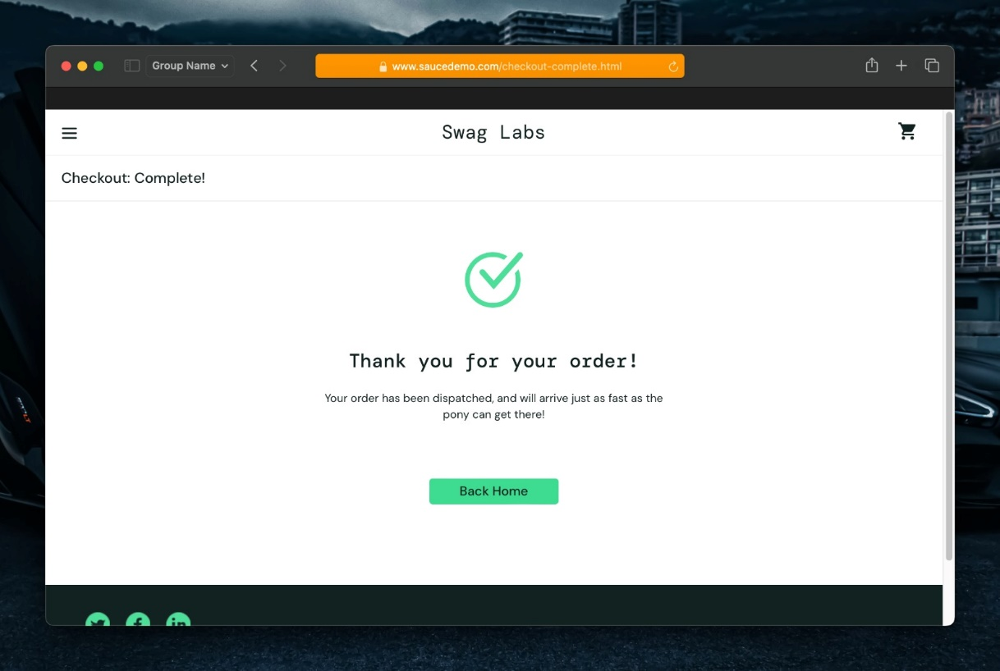 Group Name
www.saucedemo.com/checkout-complete.html
Swag Labs
Checkout: Complete!
Thank you for your order!
Your order has been dispatched, and will arrive just as fast as the
pony can get there!
Back Home
in